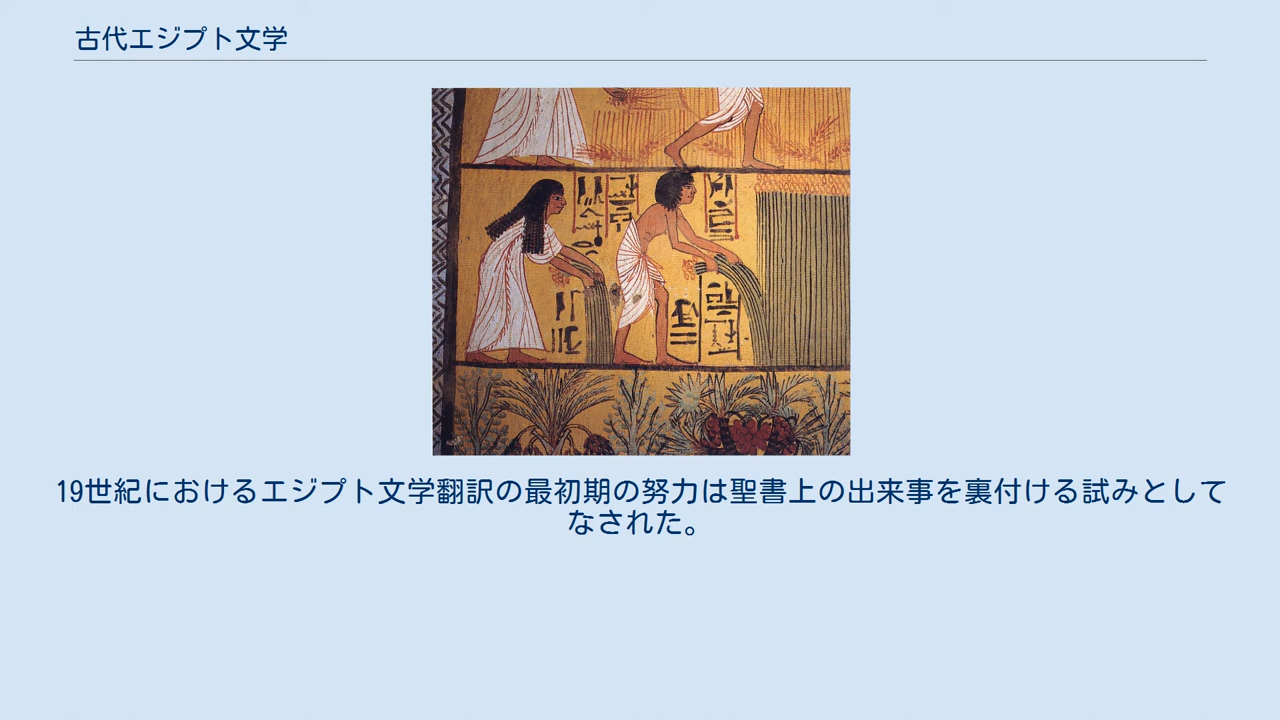 古代エジプト文学
19世紀におけるエジプト文学翻訳の最初期の努力は聖書上の出来事を裏付ける試みとして
なされた。